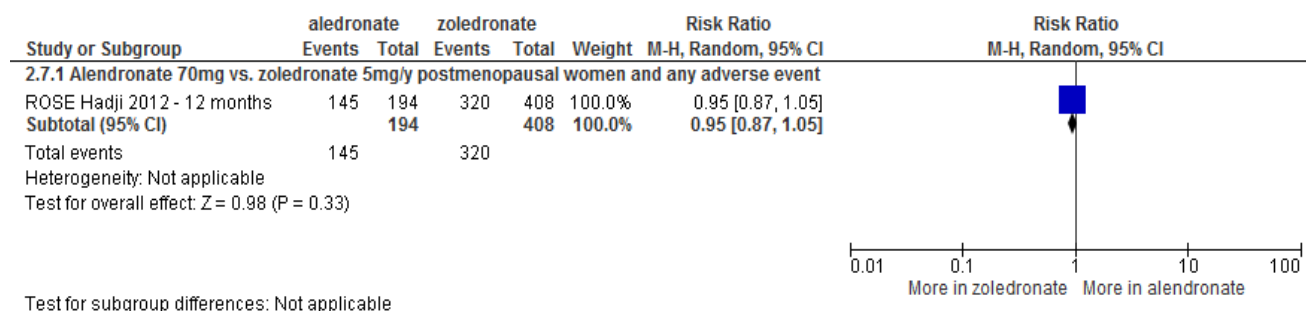 aledronate zoledronate Risk Ratio Risk Ratio
Study or Subgroup Events Total Events Total Weight M-H, Random, 95% CI M-H, Random, 95% CI
2.7.1 Alendronate 70mg vs. zoledronate 5mg/y postmenopausal women and any adverse event
ROSE Hadji 2012 - 12 months 145 194 320 408 100.0% 0.95 [0.87, 1.05]
Subtotal (95% CI) 194 408 100.0% 0.95 [0.87, 1.05]
Total events 145 320
Heterogeneity: Not applicable
Test for overall effect: Z = 0.98 (P = 0.33)
0.01 0.1 1 10 100
More in zoledronate More in alendronate
Test for subgroup differences: Not applicable